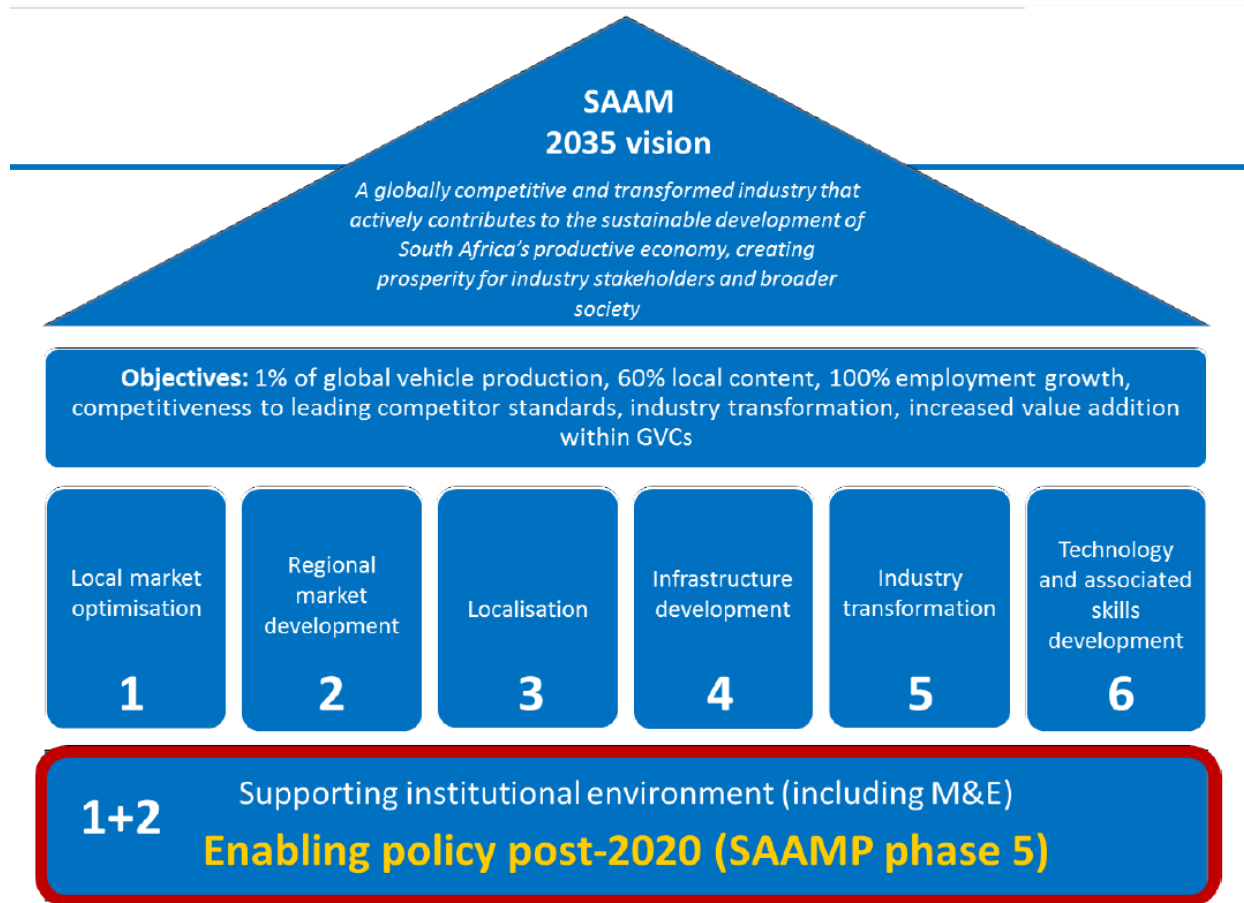 SAAM
2035 vision
A globally competitive and transformed industry that
actively contributes to the sustainable development of
South Africa's productive economy, creating
prosperity for industry stakeholders and broader
society
Objectives: 1% of global vehicle production, 60% local content, 100% employment growth,
competitiveness to leading competitor standards, industry transformation, increased value addition
within GVCs
Local market
optimisation
1
Regional
market
development
2
Localisation
3
Infrastructure
development
4
Industry
transformation
5
Technology
and associated
skills
development
6
1+2
Supporting institutional environment (including M&E)
Enabling policy post-2020 (SAAMP phase 5)